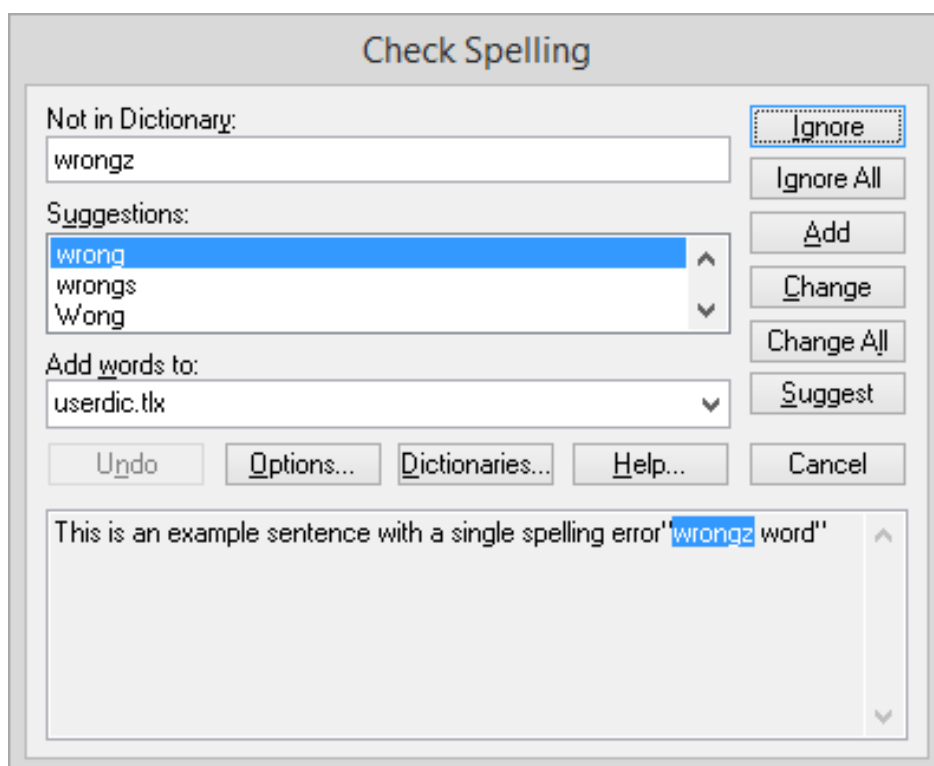 Check Spelling
Not in Dictionary:
wrongz
Ignore
Ignore All
Suggestions:
wrong
wrongs
Wong
Add
Change
Change All
Add words to:
userdic.tlx
Suggest
Undo
Options...
Dictionaries...
Help...
Cancel
This is an example sentence with a single spelling error"wrongz word"